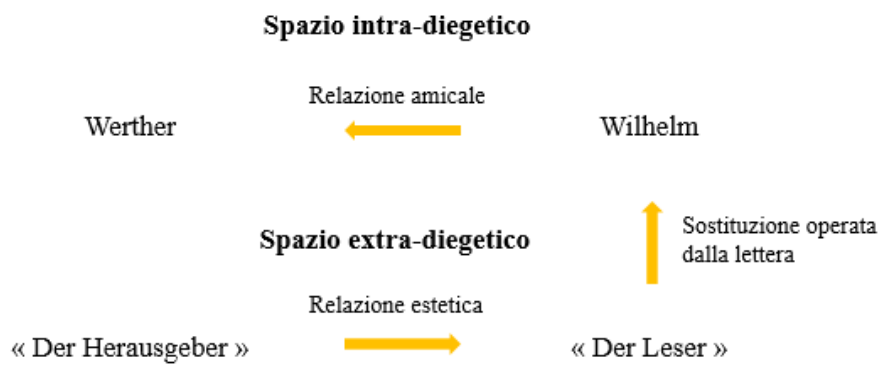 Spazio intra-diegetico
Relazione amicale
Werther
Wilhelm
Sostituzione operata
dalla lettera
Spazio extra-diegetico
Relazione estetica
« Der Herausgeber »
« Der Leser »